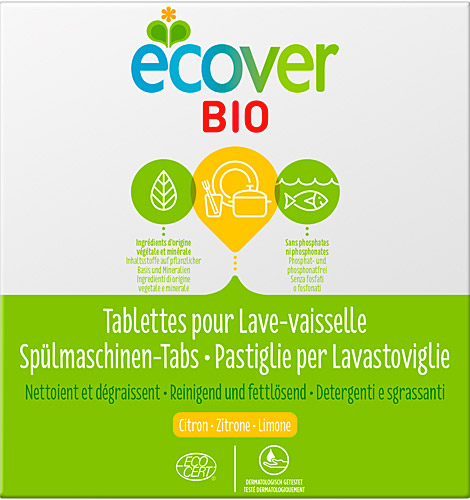 ecover
BIO
Ingrédients d'origine
végétale et minérale
Inhaltsstoffe auf pflanzlicher
Basis und Mineralien
Ingredienti di origine
vegetale e minerale
Sans phosphates
ni phosphonates
Phosphat- und
phosphonatfrei
Senza fosfati
o fosfonati
Tablettes pour Lave-vaisselle
Spülmaschinen-Tabs • Pastiglie per Lavastoviglie
Nettoient et dégraissent • Reinigend und fettlösend • Detergenti e sgrassanti
Citron • Zitrone • Limone
ECO
CERT
DERMATOLOGISCH GETESTET
TESTÉ DERMATOLOGIQUEMENT